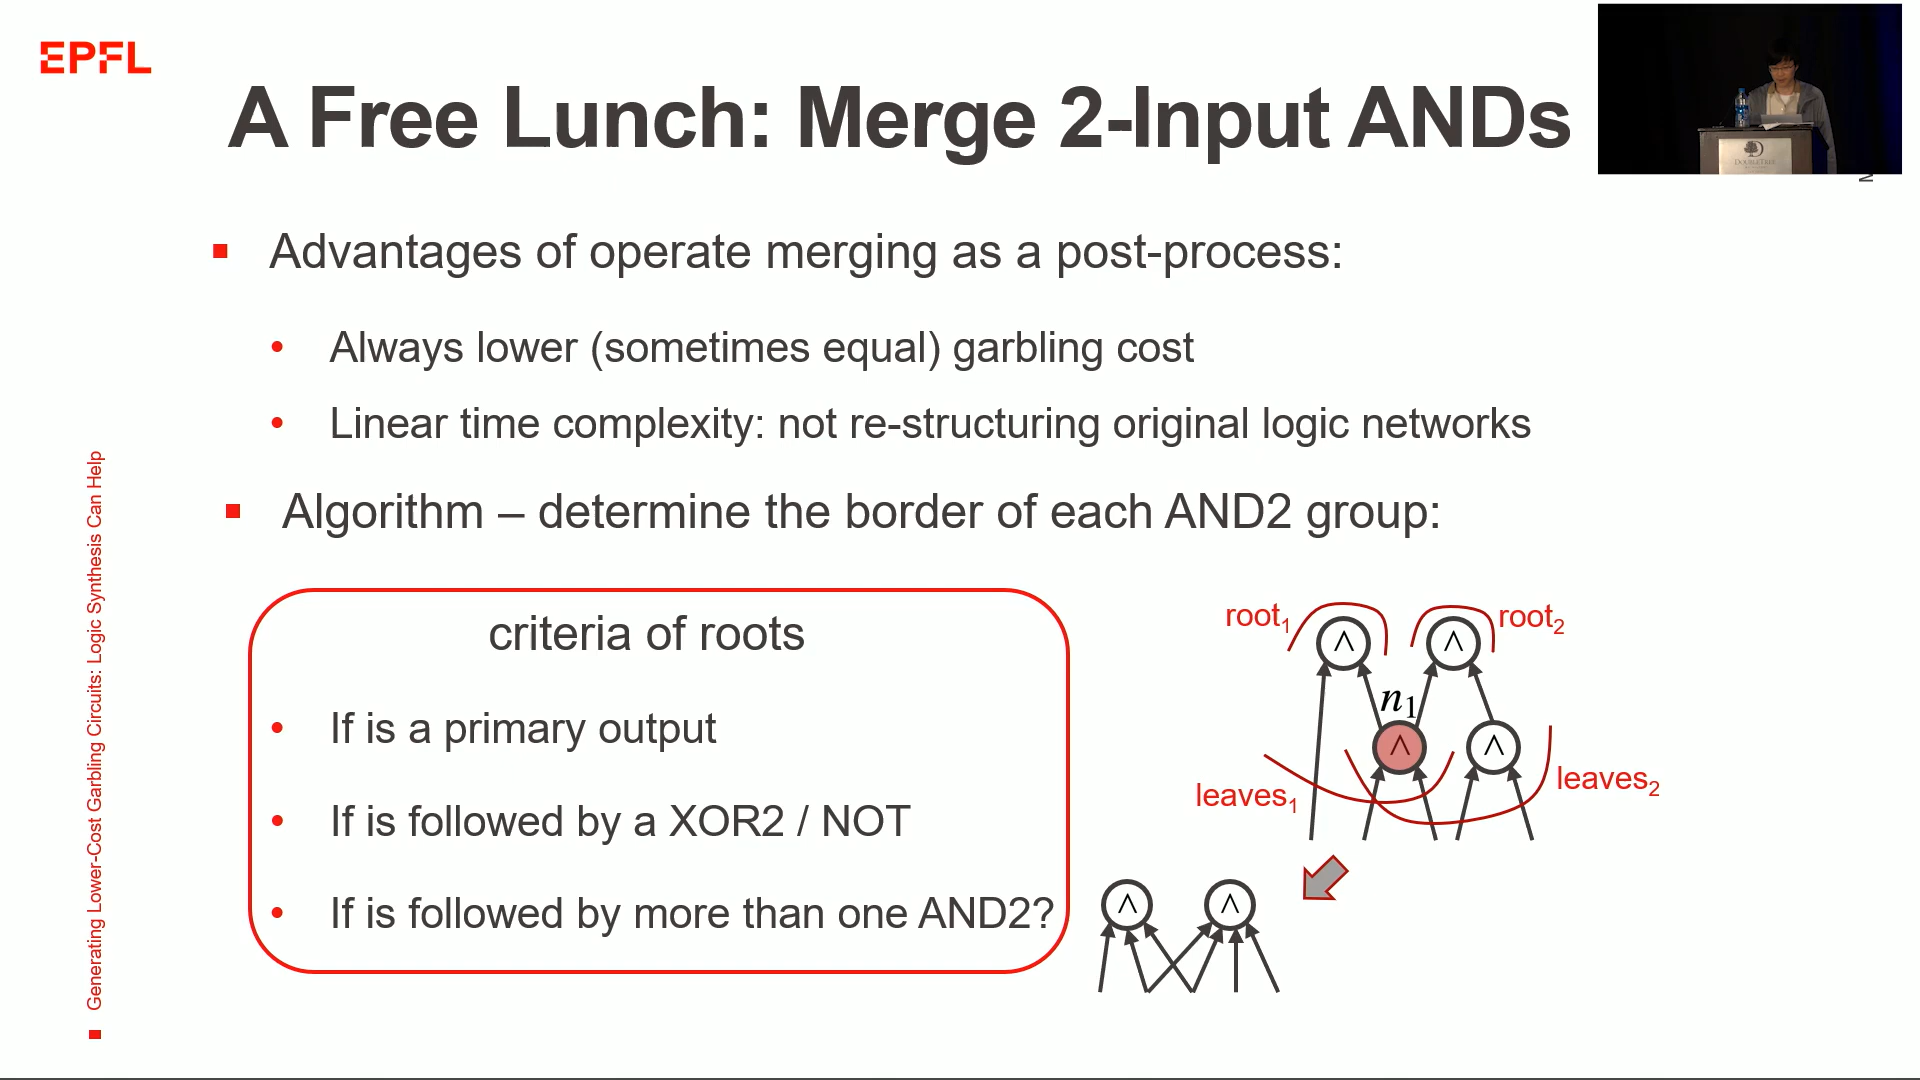 EPFL
A Free Lunch: Merge 2-Input ANDs
DOUBLETREE
N
▪ Advantages of operate merging as a post-process:
• Always lower (sometimes equal) garbling cost
• Linear time complexity: not re-structuring original logic networks
▪ Algorithm – determine the border of each AND2 group:
criteria of roots
• If is a primary output
• If is followed by a XOR2 / NOT
• If is followed by more than one AND2?
root₁
root₂
∧ ∧
n₁
∧ ∧
leaves₁
leaves₂
∧ ∧
Generating Lower-Cost Garbling Circuits: Logic Synthesis Can Help